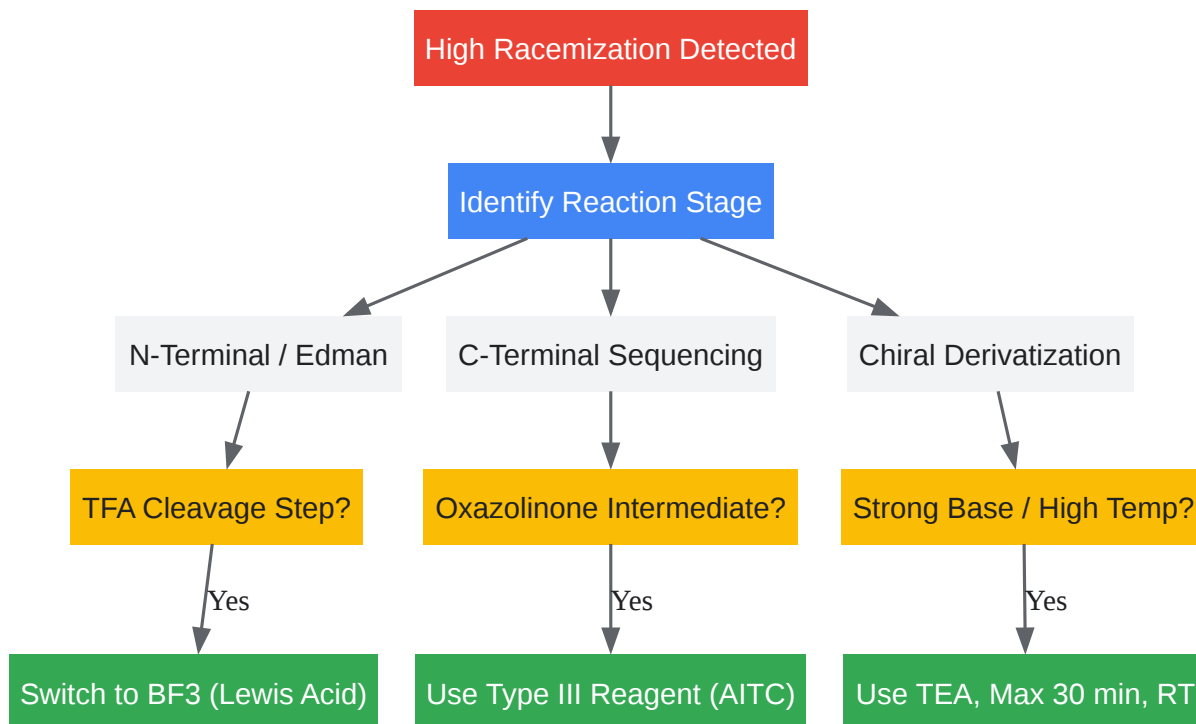 High Racemization Detected
Identify Reaction Stage
N-Terminal / Edman
C-Terminal Sequencing
Chiral Derivatization
TFA Cleavage Step?
Oxazolinone Intermediate?
Strong Base / High Temp?
Yes
Yes
Yes
Switch to BF3 (Lewis Acid)
Use Type III Reagent (AITC)
Use TEA, Max 30 min, RT